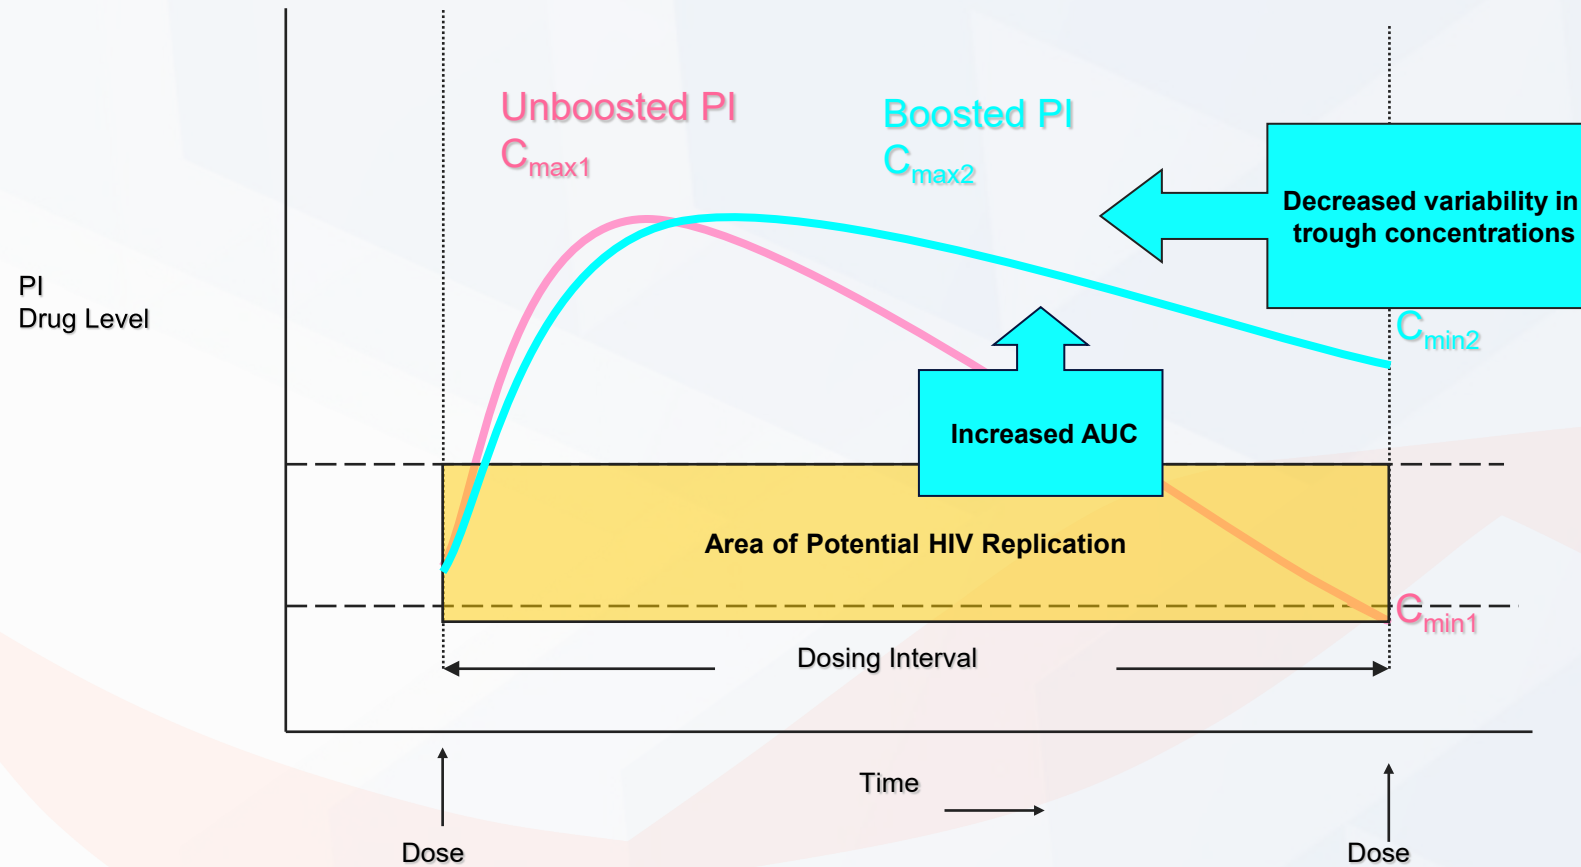 Unboosted PI
Cmax1
Boosted PI
Cmax2
Decreased variability in
trough concentrations
PI
Drug Level
Cmin2
Increased AUC
Area of Potential HIV Replication
Cmin1
Dosing Interval
Time
Dose
Dose